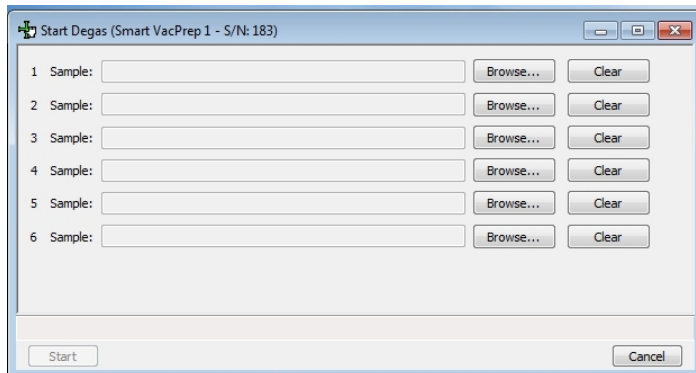 Start Degas (Smart VacPrep 1 - S/N: 183)
1 Sample: Browse... Clear
2 Sample: Browse... Clear
3 Sample: Browse... Clear
4 Sample: Browse... Clear
5 Sample: Browse... Clear
6 Sample: Browse... Clear
Start Cancel